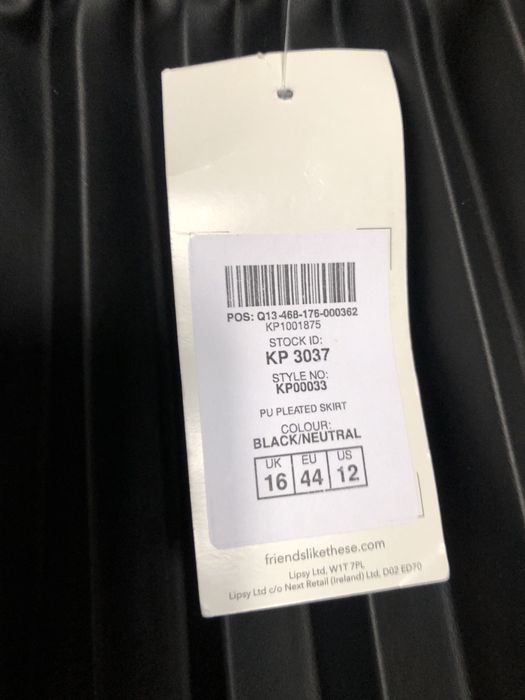 POS: Q13-468-176-000362
KP1001875
STOCK ID:
KP 3037
STYLE NO:
KP00033
PU PLEATED SKIRT
COLOUR:
BLACK/NEUTRAL
UK EU US
16 44 12
friendslikethese.com
Lipsy Ltd, W1T 7PL
Lipsy Ltd c/o Next Retail (Ireland) Ltd, D02 ED70